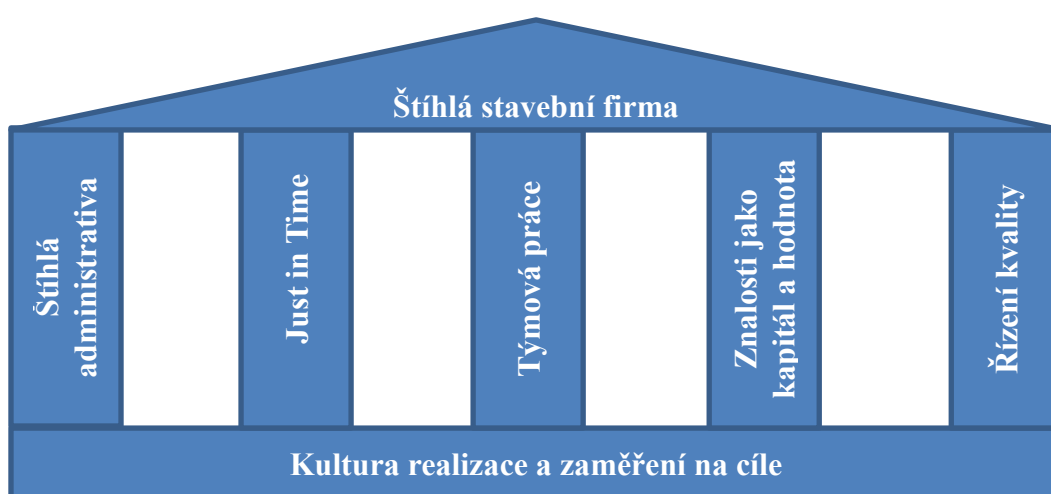 Štíhlá stavební firma
Štíhlá
administrativa
Just in Time
Týmová práce
Znalosti jako
kapitál a hodnota
Řízení kvality
Kultura realizace a zaměření na cíle